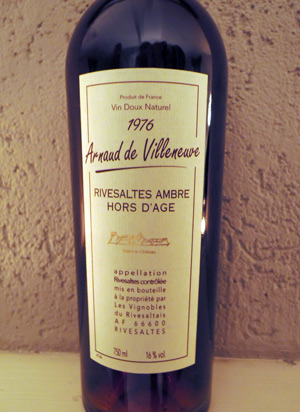 Produit de France
Vin Doux Naturel
1976
Arnaud de Villeneuve
RIVESALTES AMBRE
HORS D'AGE
appellation
Rivesaltes contrôlée
mis en bouteille
à la propriété par
Les Vignobles
du Rivesaltais
AF 66600
RIVESALTES
750 ml 16 % vol.